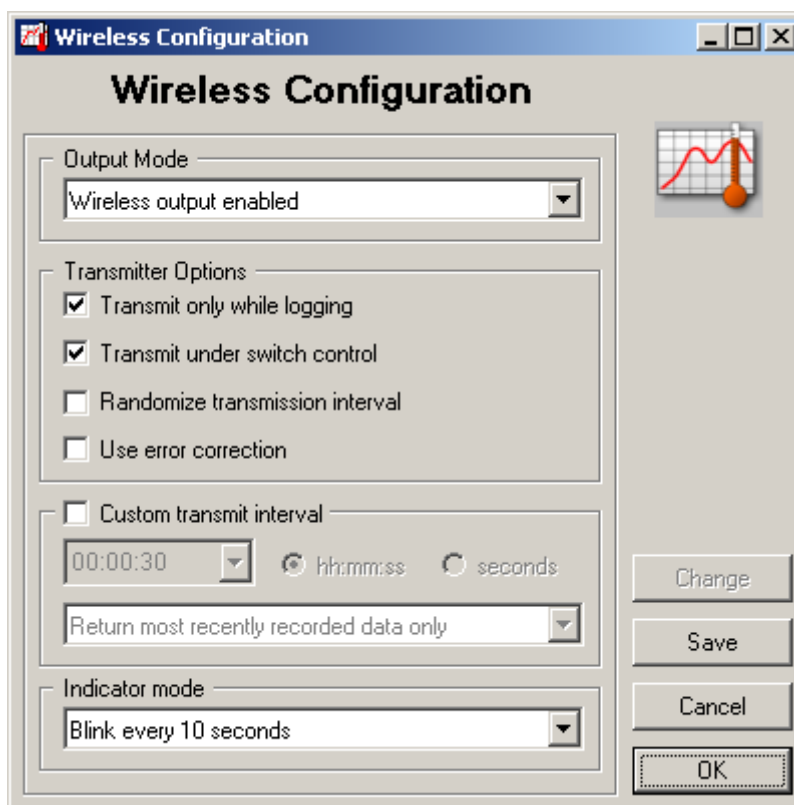 Wireless Configuration
Wireless Configuration
Output Mode
Wireless output enabled
Transmitter Options
Transmit only while logging
Transmit under switch control
Randomize transmission interval
Use error correction
Custom transmit interval
00:00:30 hh:mm:ss seconds
Return most recently recorded data only
Indicator mode
Blink every 10 seconds
Change
Save
Cancel
OK